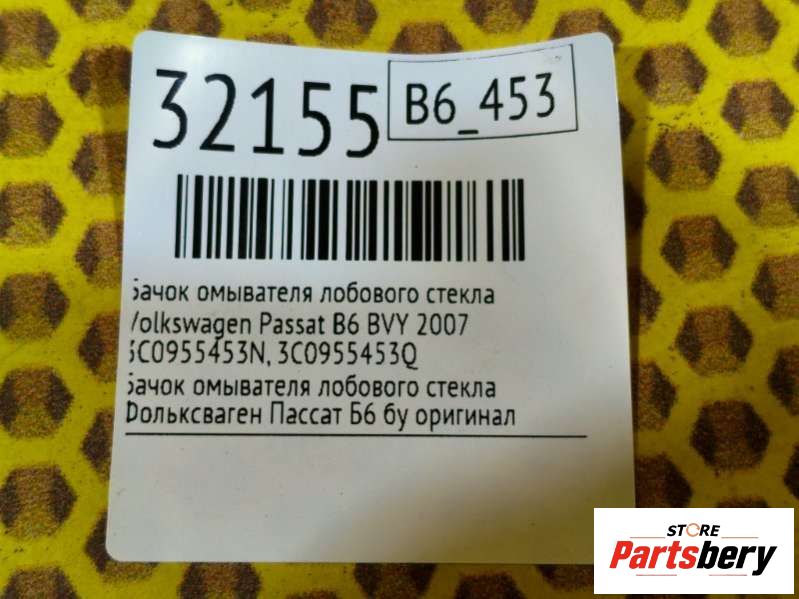 32155
B6_453
Бачок омывателя лобового стекла
Volkswagen Passat B6 BVY 2007
3C0955453N, 3C0955453Q
Бачок омывателя лобового стекла
Фольксваген Пассат Б6 бу оригинал
STORE
Partsbery